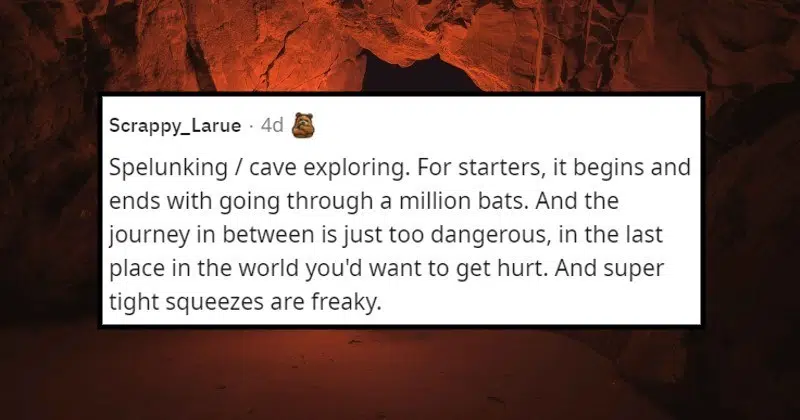 Scrappy_Larue · 4d
Spelunking / cave exploring. For starters, it begins and
ends with going through a million bats. And the
journey in between is just too dangerous, in the last
place in the world you'd want to get hurt. And super
tight squeezes are freaky.